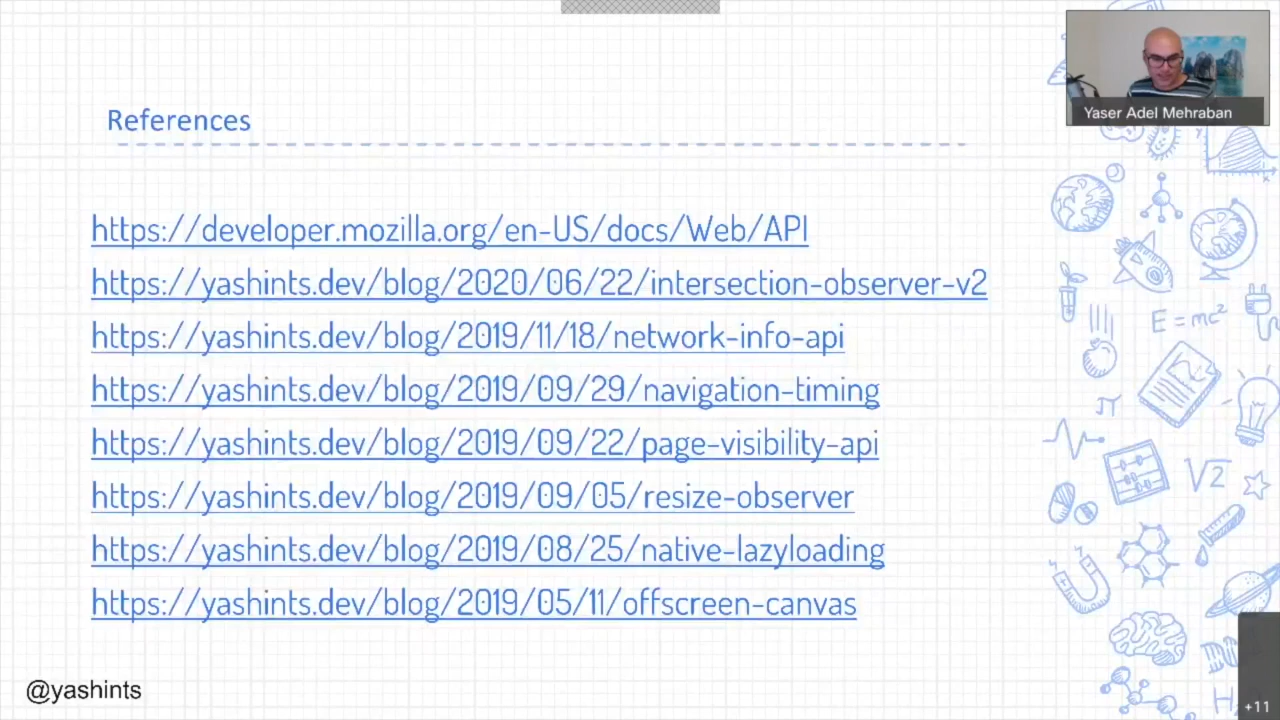 Yaser Adel Mehraban
References
https://developer.mozilla.org/en-US/docs/Web/API
https://yashints.dev/blog/2020/06/22/intersection-observer-v2
https://yashints.dev/blog/2019/11/18/network-info-api
https://yashints.dev/blog/2019/09/29/navigation-timing
https://yashints.dev/blog/2019/09/22/page-visibility-api
https://yashints.dev/blog/2019/09/05/resize-observer
https://yashints.dev/blog/2019/08/25/native-lazyloading
https://yashints.dev/blog/2019/05/11/offscreen-canvas
E=mc²
π
√2
H
@yashints
+11